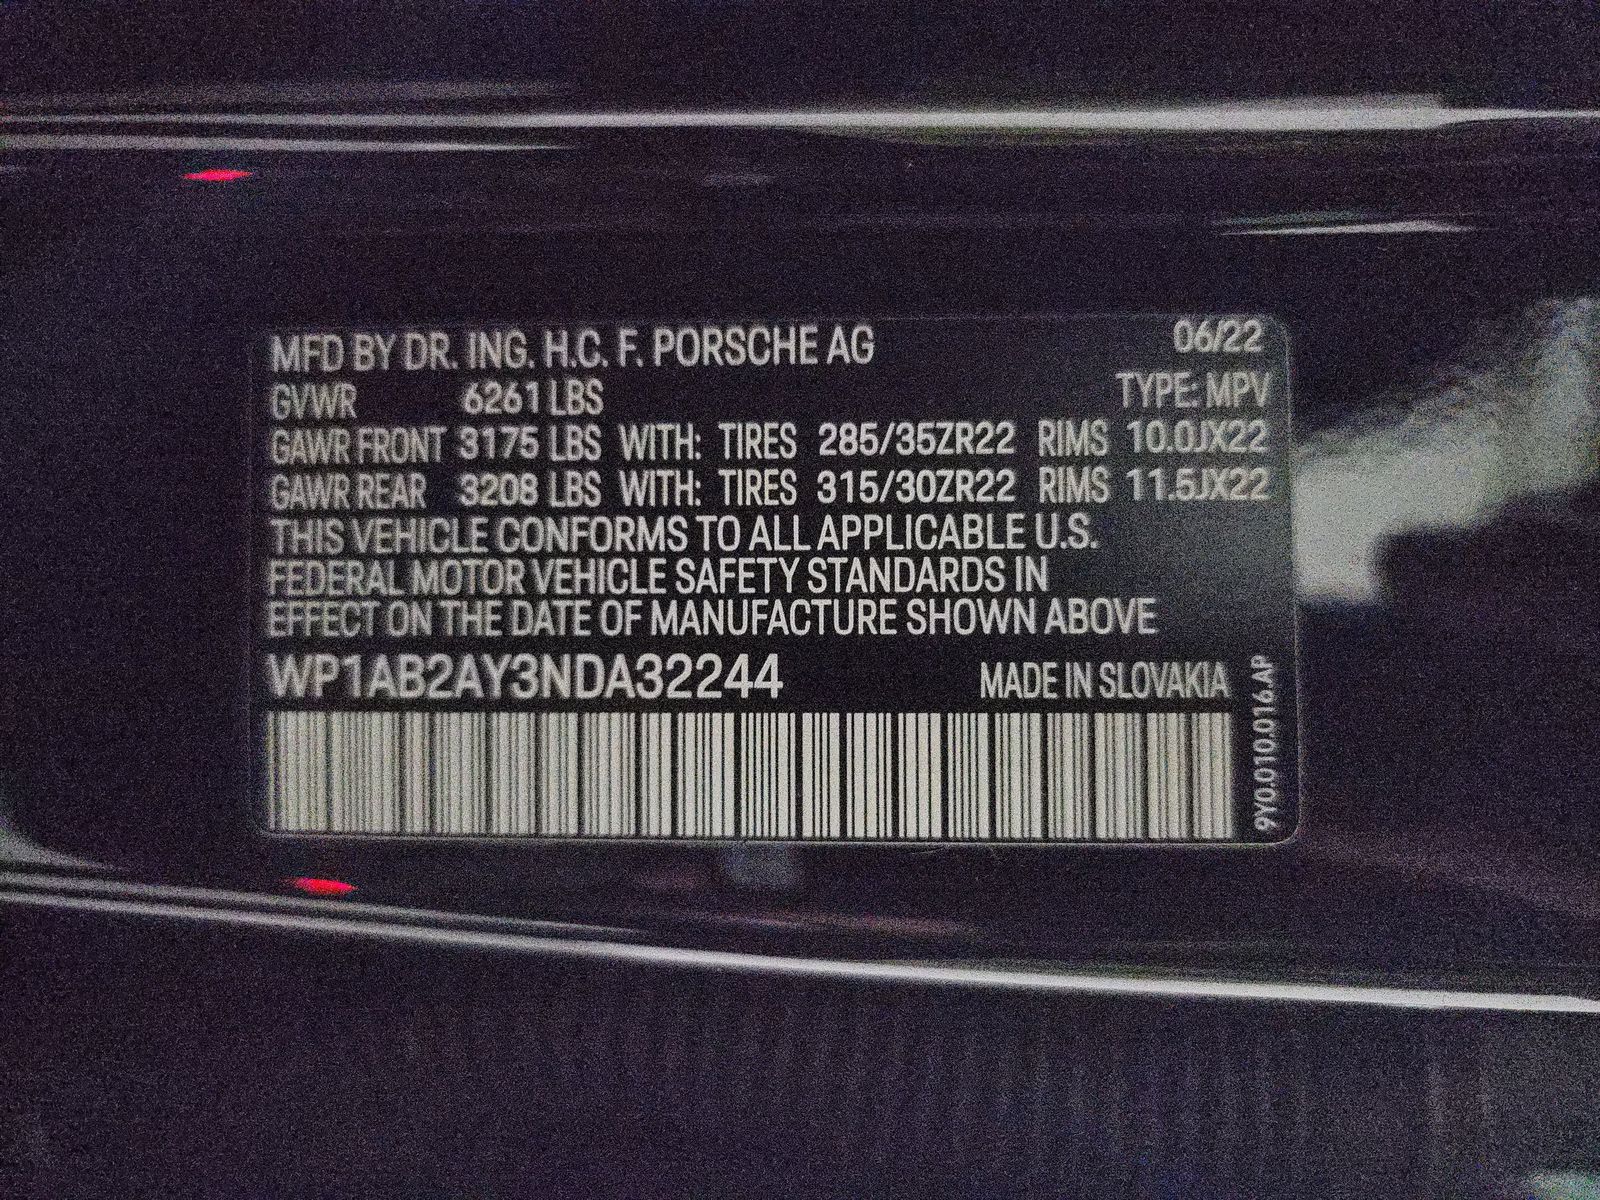 MFD BY DR. ING. H.C. F. PORSCHE AG 06/22
GVWR 6261 LBS TYPE: MPV
GAWR FRONT 3175 LBS WITH: TIRES 285/35ZR22 RIMS 10.0JX22
GAWR REAR 3208 LBS WITH: TIRES 315/30ZR22 RIMS 11.5JX22
THIS VEHICLE CONFORMS TO ALL APPLICABLE U.S.
FEDERAL MOTOR VEHICLE SAFETY STANDARDS IN
EFFECT ON THE DATE OF MANUFACTURE SHOWN ABOVE
WP1AB2AY3NDA32244 MADE IN SLOVAKIA
9Y0.010.016.AP